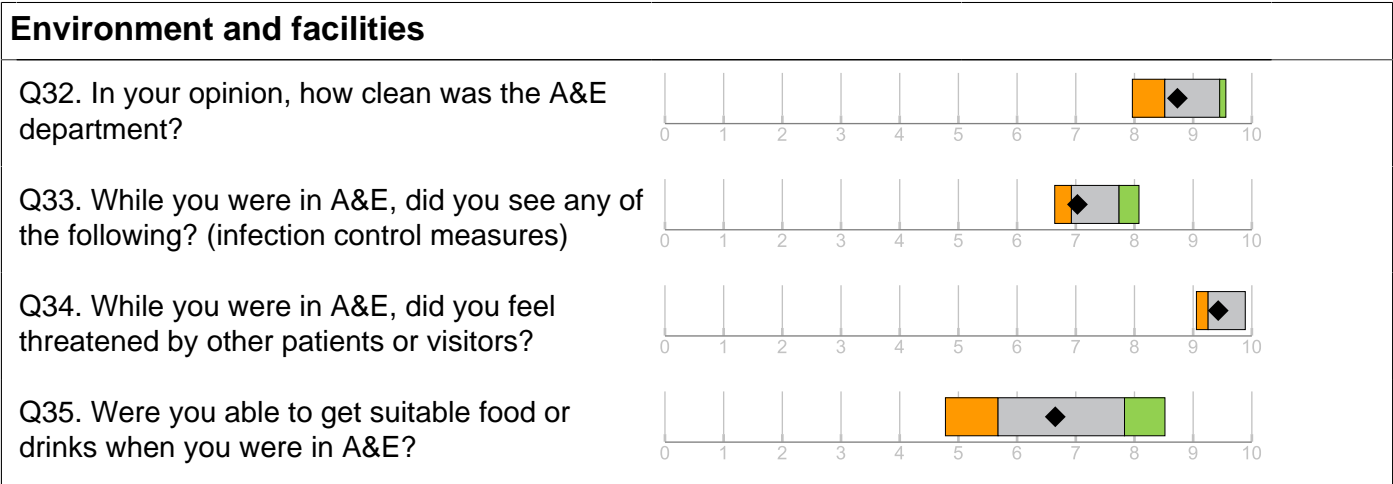 Environment and facilities
Q32. In your opinion, how clean was the A&E
department?
0 1 2 3 4 5 6 7 8 9 10
Q33. While you were in A&E, did you see any of
the following? (infection control measures)
0 1 2 3 4 5 6 7 8 9 10
Q34. While you were in A&E, did you feel
threatened by other patients or visitors?
0 1 2 3 4 5 6 7 8 9 10
Q35. Were you able to get suitable food or
drinks when you were in A&E?
0 1 2 3 4 5 6 7 8 9 10